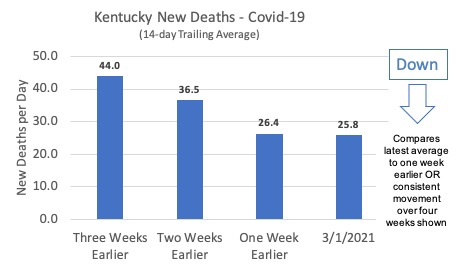 Kentucky New Deaths - Covid-19
(14-day Trailing Average)
New Deaths per Day
50.0
40.0
30.0
20.0
10.0
0.0
44.0
36.5
26.4
25.8
Three Weeks
Earlier
Two Weeks
Earlier
One Week
Earlier
3/1/2021
Down
Compares
latest average
to one week
earlier OR
consistent
movement
over four
weeks shown